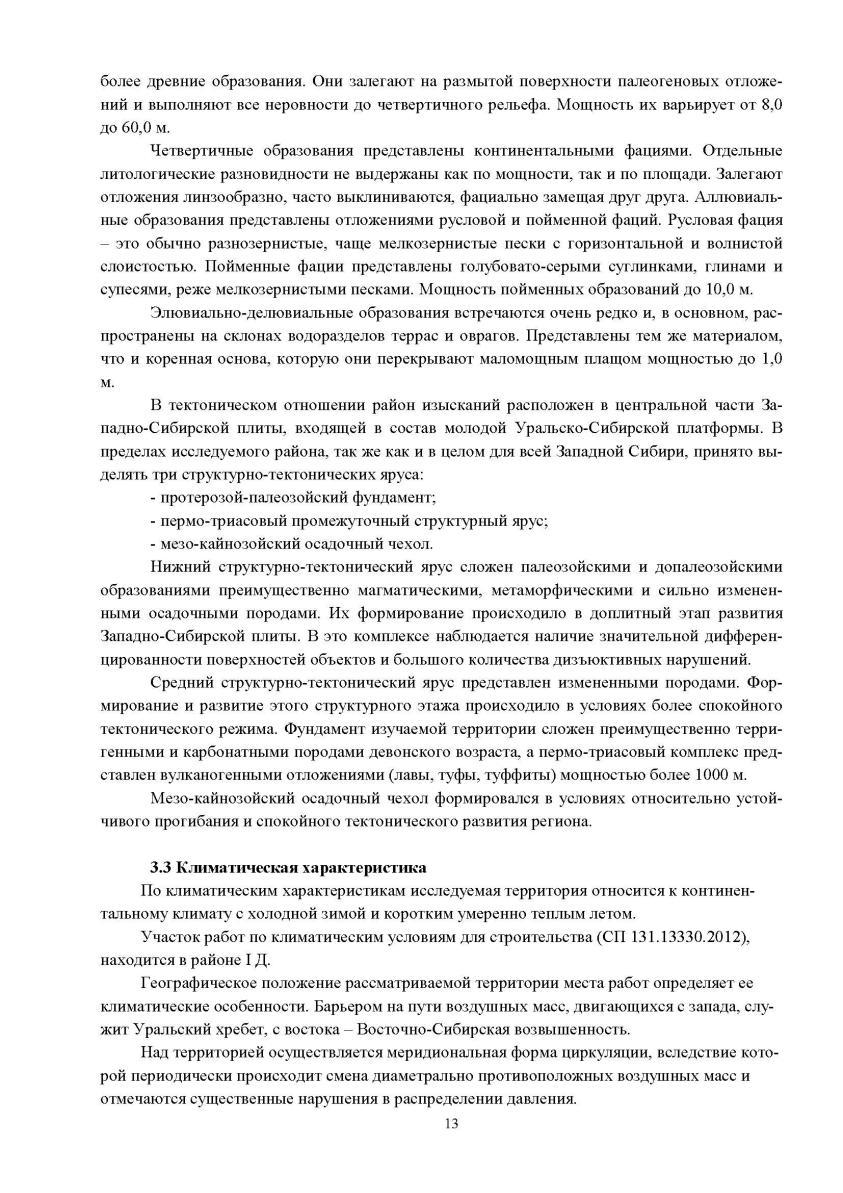 более древние образования. Они залегают на размытой поверхности палеогеновых отложе-
ний и выполняют все неровности до четвертичного рельефа. Мощность их варьирует от 8,0
до 60,0 м.
Четвертичные образования представлены континентальными фациями. Отдельные
литологические разновидности не выдержаны как по мощности, так и по площади. Залегают
отложения линзообразно, часто выклиниваются, фациально замещая друг друга. Аллювиаль-
ные образования представлены отложениями русловой и пойменной фаций. Русловая фация
– это обычно разнозернистые, чаще мелкозернистые пески с горизонтальной и волнистой
слоистостью. Пойменные фации представлены голубовато-серыми суглинками, глинами и
супесями, реже мелкозернистыми песками. Мощность пойменных образований до 10,0 м.
Элювиально-делювиальные образования встречаются очень редко и, в основном, рас-
пространены на склонах водоразделов террас и оврагов. Представлены тем же материалом,
что и коренная основа, которую они перекрывают маломощным плащом мощностью до 1,0
м.
В тектоническом отношении район изысканий расположен в центральной части За-
падно-Сибирской плиты, входящей в состав молодой Уральско-Сибирской платформы. В
пределах исследуемого района, так же как и в целом для всей Западной Сибири, принято вы-
делять три структурно-тектонических яруса:
- протерозой-палеозойский фундамент;
- пермо-триасовый промежуточный структурный ярус;
- мезо-кайнозойский осадочный чехол.
Нижний структурно-тектонический ярус сложен палеозойскими и допалеозойскими
образованиями преимущественно магматическими, метаморфическими и сильно изменен-
ными осадочными породами. Их формирование происходило в доплитный этап развития
Западно-Сибирской плиты. В это комплексе наблюдается наличие значительной дифферен-
цированности поверхностей объектов и большого количества дизъюктивных нарушений.
Средний структурно-тектонический ярус представлен измененными породами. Фор-
мирование и развитие этого структурного этажа происходило в условиях более спокойного
тектонического режима. Фундамент изучаемой территории сложен преимущественно терри-
генными и карбонатными породами девонского возраста, а пермо-триасовый комплекс пред-
ставлен вулканогенными отложениями (лавы, туфы, туффиты) мощностью более 1000 м.
Мезо-кайнозойский осадочный чехол формировался в условиях относительно устой-
чивого прогибания и спокойного тектонического развития региона.
3.3 Климатическая характеристика
По климатическим характеристикам исследуемая территория относится к континен-
тальному климату с холодной зимой и коротким умеренно теплым летом.
Участок работ по климатическим условиям для строительства (СП 131.13330.2012),
находится в районе I Д.
Географическое положение рассматриваемой территории места работ определяет ее
климатические особенности. Барьером на пути воздушных масс, двигающихся с запада, слу-
жит Уральский хребет, с востока – Восточно-Сибирская возвышенность.
Над территорией осуществляется меридиональная форма циркуляции, вследствие кото-
рой периодически происходит смена диаметрально противоположных воздушных масс и
отмечаются существенные нарушения в распределении давления.
13